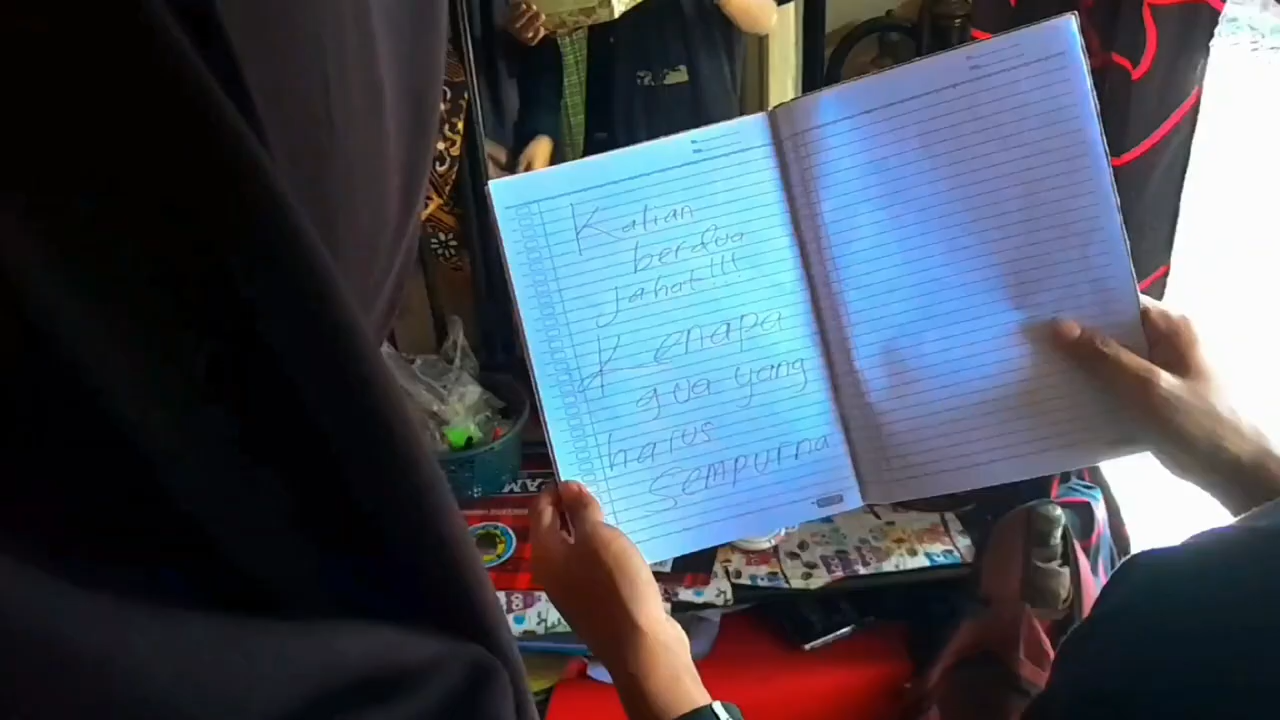 Kalian
berdua
jahat!!!
Kenapa
gua yang
harus
sempurna